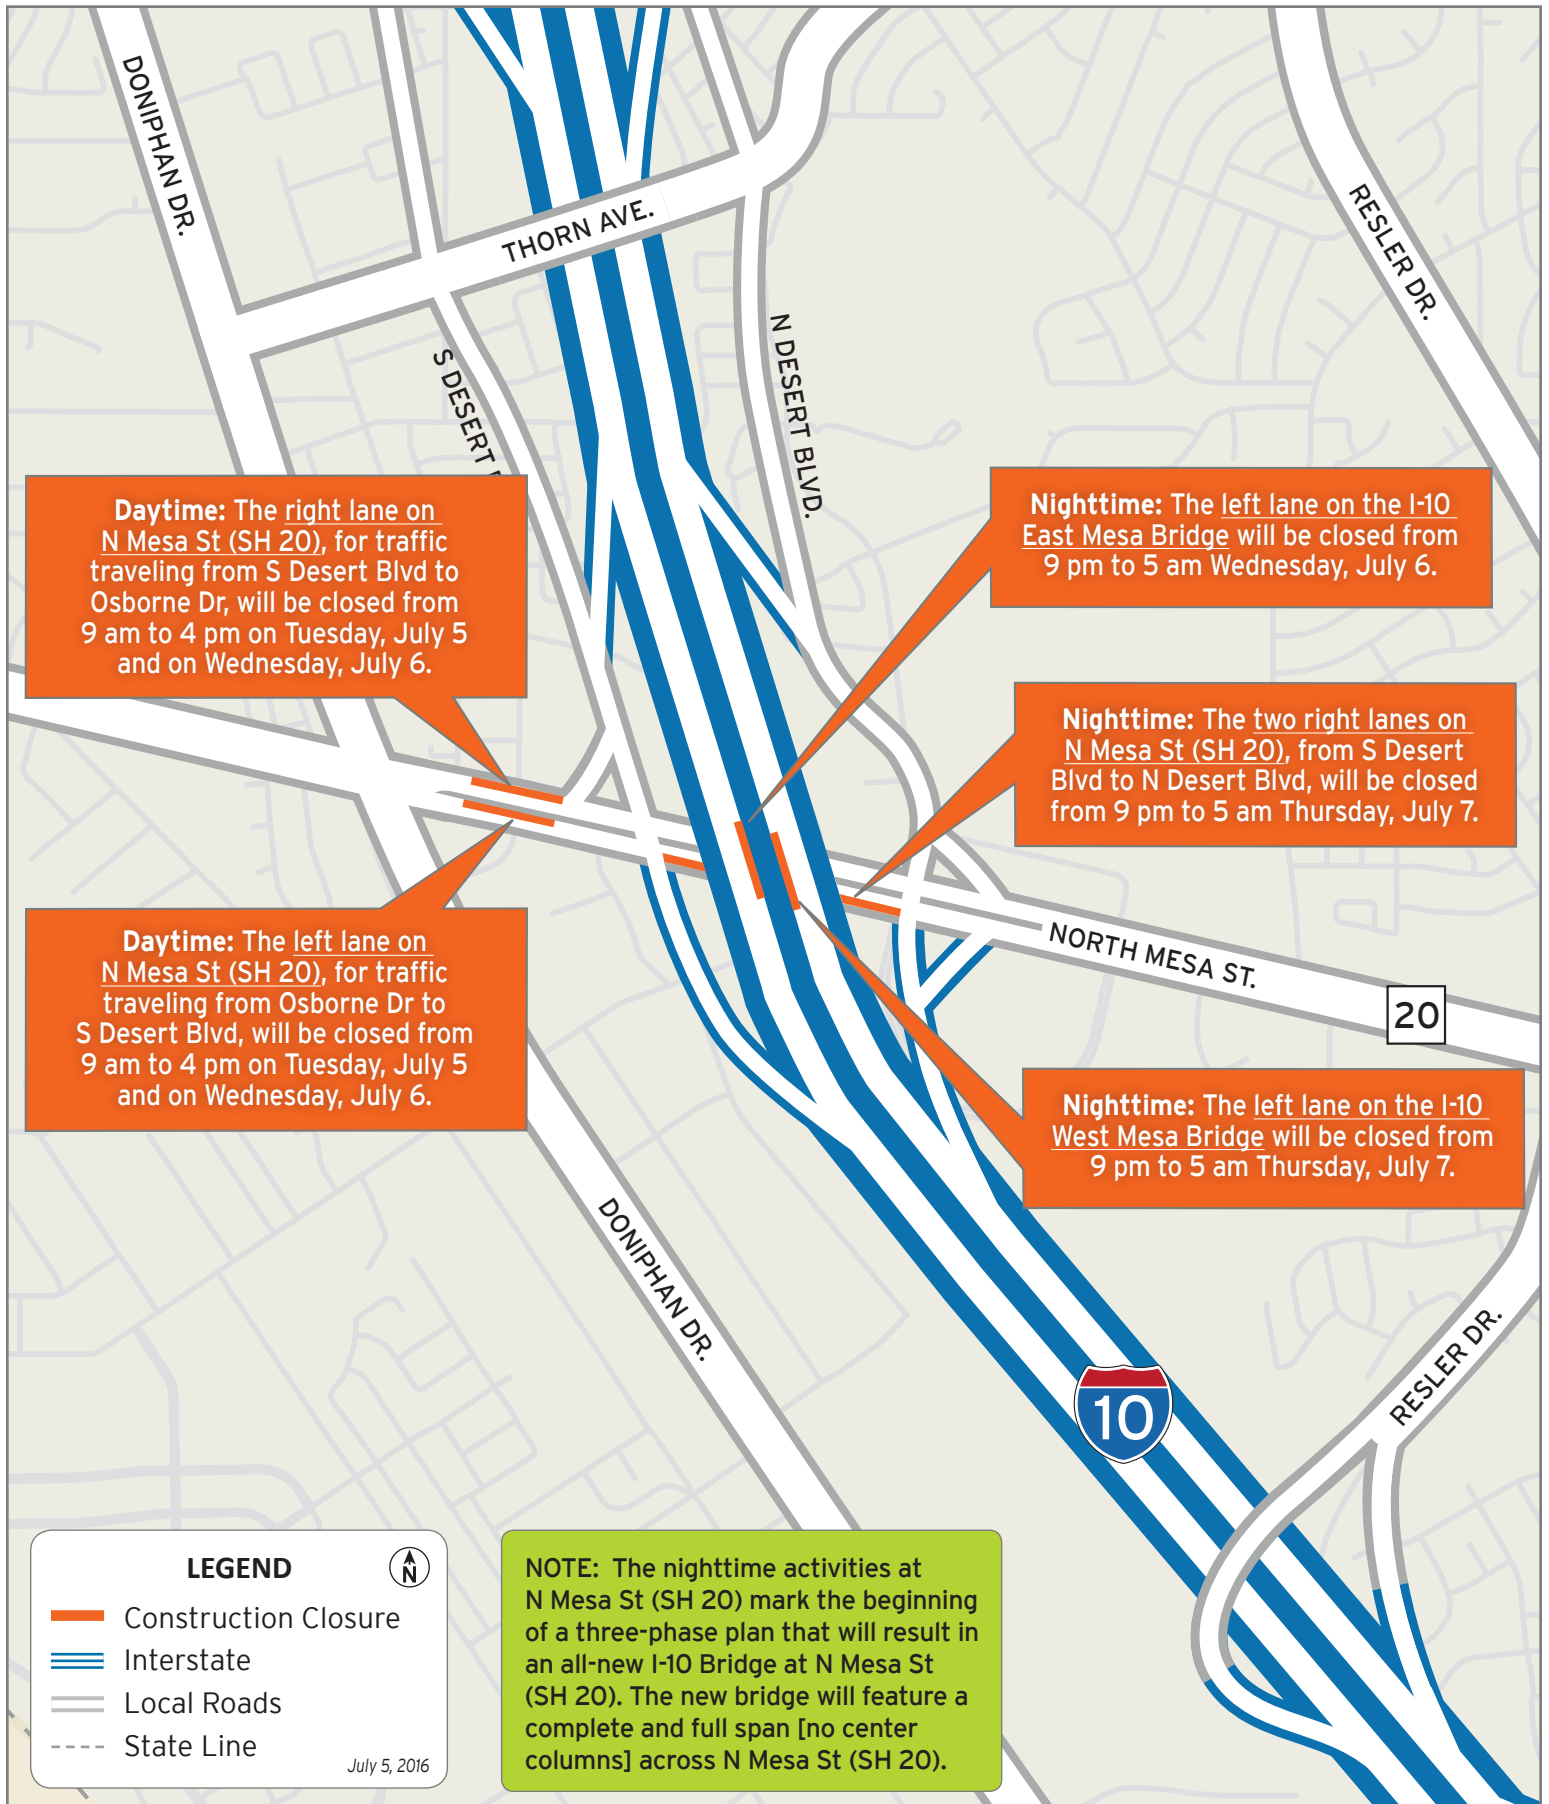 DONIPHAN DR.
THORN AVE.
RESLER DR.
S DESERT
N DESERT BLVD.
Daytime: The right lane on
N Mesa St (SH 20), for traffic
traveling from S Desert Blvd to
Osborne Dr, will be closed from
9 am to 4 pm on Tuesday, July 5
and on Wednesday, July 6.
Nighttime: The left lane on the I-10
East Mesa Bridge will be closed from
9 pm to 5 am Wednesday, July 6.
Nighttime: The two right lanes on
N Mesa St (SH 20), from S Desert
Blvd to N Desert Blvd, will be closed
from 9 pm to 5 am Thursday, July 7.
Daytime: The left lane on
N Mesa St (SH 20), for traffic
traveling from Osborne Dr to
S Desert Blvd, will be closed from
9 am to 4 pm on Tuesday, July 5
and on Wednesday, July 6.
NORTH MESA ST.
20
Nighttime: The left lane on the I-10
West Mesa Bridge will be closed from
9 pm to 5 am Thursday, July 7.
DONIPHAN DR.
RESLER DR.
10
LEGEND
N
Construction Closure
Interstate
Local Roads
State Line
July 5, 2016
NOTE: The nighttime activities at
N Mesa St (SH 20) mark the beginning
of a three-phase plan that will result in
an all-new I-10 Bridge at N Mesa St
(SH 20). The new bridge will feature a
complete and full span [no center
columns] across N Mesa St (SH 20).